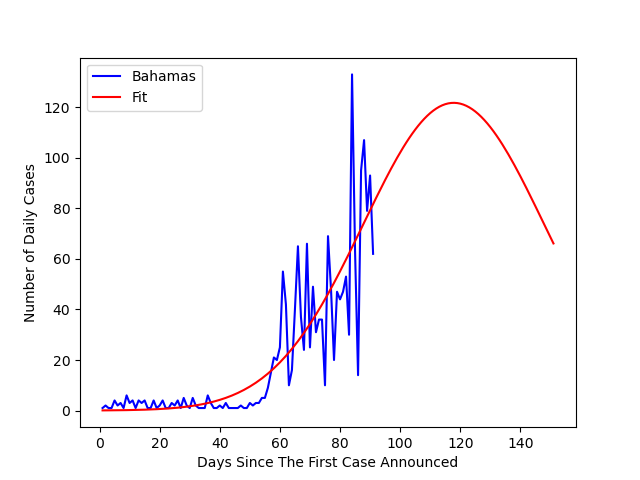 Bahamas
Fit
120
100
80
60
40
20
0
Number of Daily Cases
0 20 40 60 80 100 120 140
Days Since The First Case Announced